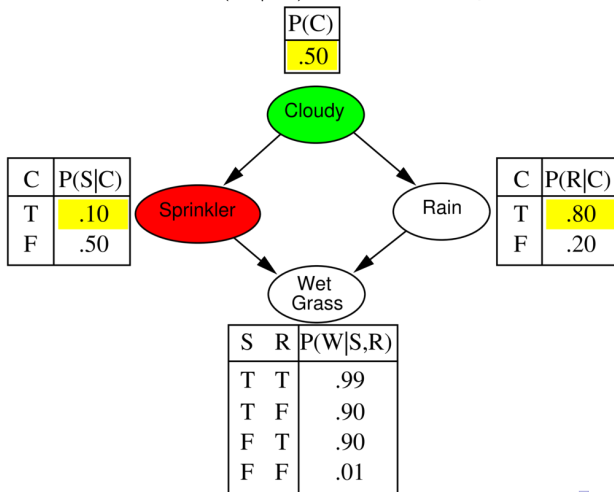 P(C)
.50
Cloudy
C P(S|C)
T .10
F .50
Sprinkler
Rain
C P(R|C)
T .80
F .20
Wet
Grass
S R P(W|S,R)
T T .99
T F .90
F T .90
F F .01